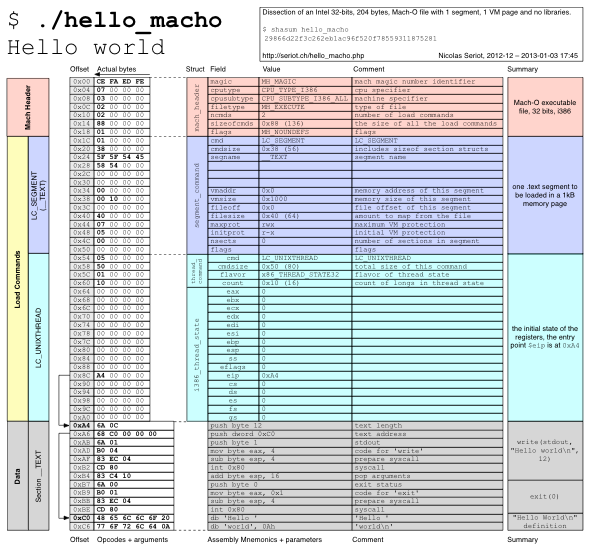 $ ./hello_macho
Hello world
Dissection of an Intel 32-bits, 204 bytes, Mach-O file with 1 segment, 1 VM page and no libraries.
$ shasum hello_macho
29866d22f3c262eb1ac96f520f78559311875281
http://seriot.ch/hello_macho.php Nicolas Seriot, 2012-12 – 2013-01-03 17:45
Offset Actual bytes Struct Field Value Comment Summary
Mach Header
mach_header
0x00 CE FA ED FE magic MH_MAGIC mach magic number identifier
0x04 07 00 00 00 cputype CPU_TYPE_I386 cpu specifier
0x08 03 00 00 00 cpusubtype CPU_SUBTYPE_I386_ALL machine specifier
0x0C 02 00 00 00 filetype MH_EXECUTE type of file
0x10 02 00 00 00 ncmds 2 number of load commands
0x14 88 00 00 00 sizeofcmds 0x88 (136) the size of all the load commands
0x18 01 00 00 00 flags MH_NOUNDEFS flags
Mach-O executable
file, 32 bits, i386
Load Commands
LC_SEGMENT
(__TEXT)
segment_command
0x1C 01 00 00 00 cmd LC_SEGMENT LC_SEGMENT
0x20 38 00 00 00 cmdsize 0x38 (56) includes sizeof section structs
0x24 5F 5F 54 45 segname __TEXT segment name
0x28 58 54 00 00
0x2C 00 00 00 00
0x30 00 00 00 00
0x34 00 00 00 00 vmaddr 0x0 memory address of this segment
0x38 00 10 00 00 vmsize 0x1000 memory size of this segment
0x3C 00 00 00 00 fileoff 0x0 file offset of this segment
0x40 40 00 00 00 filesize 0x40 (64) amount to map from the file
0x44 07 00 00 00 maxprot rwx maximum VM protection
0x48 05 00 00 00 initprot r-x initial VM protection
0x4C 00 00 00 00 nsects 0 number of sections in segment
0x50 00 00 00 00 flags flags
one .text segment to
be loaded in a 1kB
memory page
LC_UNIXTHREAD
thread
command
0x54 05 00 00 00 cmd LC_UNIXTHREAD LC_UNIXTHREAD
0x58 50 00 00 00 cmdsize 0x50 (80) total size of this command
0x5C 01 00 00 00 flavor x86_THREAD_STATE32 flavor of thread state
0x60 10 00 00 00 count 0x10 (16) count of longs in thread state
i386_thread_state
0x64 00 00 00 00 eax 0
0x68 00 00 00 00 ebx 0
0x6C 00 00 00 00 ecx 0
0x70 00 00 00 00 edx 0
0x74 00 00 00 00 edi 0
0x78 00 00 00 00 esi 0
0x7C 00 00 00 00 ebp 0
0x80 00 00 00 00 esp 0
0x84 00 00 00 00 ss 0
0x88 00 00 00 00 eflags 0
0x8C A4 00 00 00 eip 0xA4
0x90 00 00 00 00 cs 0
0x94 00 00 00 00 ds 0
0x98 00 00 00 00 es 0
0x9C 00 00 00 00 fs 0
0xA0 00 00 00 00 gs 0
the initial state of the
registers, the entry
point $eip is at 0xA4
Data
Section __TEXT
0xA4 6A 0C push byte 12 text length
0xA6 68 C0 00 00 00 push dword 0xC0 text address
0xAB 6A 01 push byte 1 stdout
0xAD B0 04 mov byte eax, 4 code for 'write'
0xAF 83 EC 04 sub byte esp, 4 prepare syscall
0xB2 CD 80 int 0x80 syscall
0xB4 83 C4 10 add byte esp, 16 pop arguments
0xB7 6A 00 push byte 0 exit status
0xB9 B0 01 mov byte eax, 0x1 code for 'exit'
0xBB 83 EC 04 sub byte esp, 4 prepare syscall
0xBE CD 80 int 0x80 syscall
0xC0 48 65 6C 6C 6F 20 db 'Hello ' 'Hello '
0xC6 77 6F 72 6C 64 0A db 'world', 0Ah 'world\n'
write(stdout,
"Hello world\n",
12)
exit(0)
"Hello World\n"
definition
Offset Opcodes + arguments Assembly Mnemonics + parameters Comment Summary